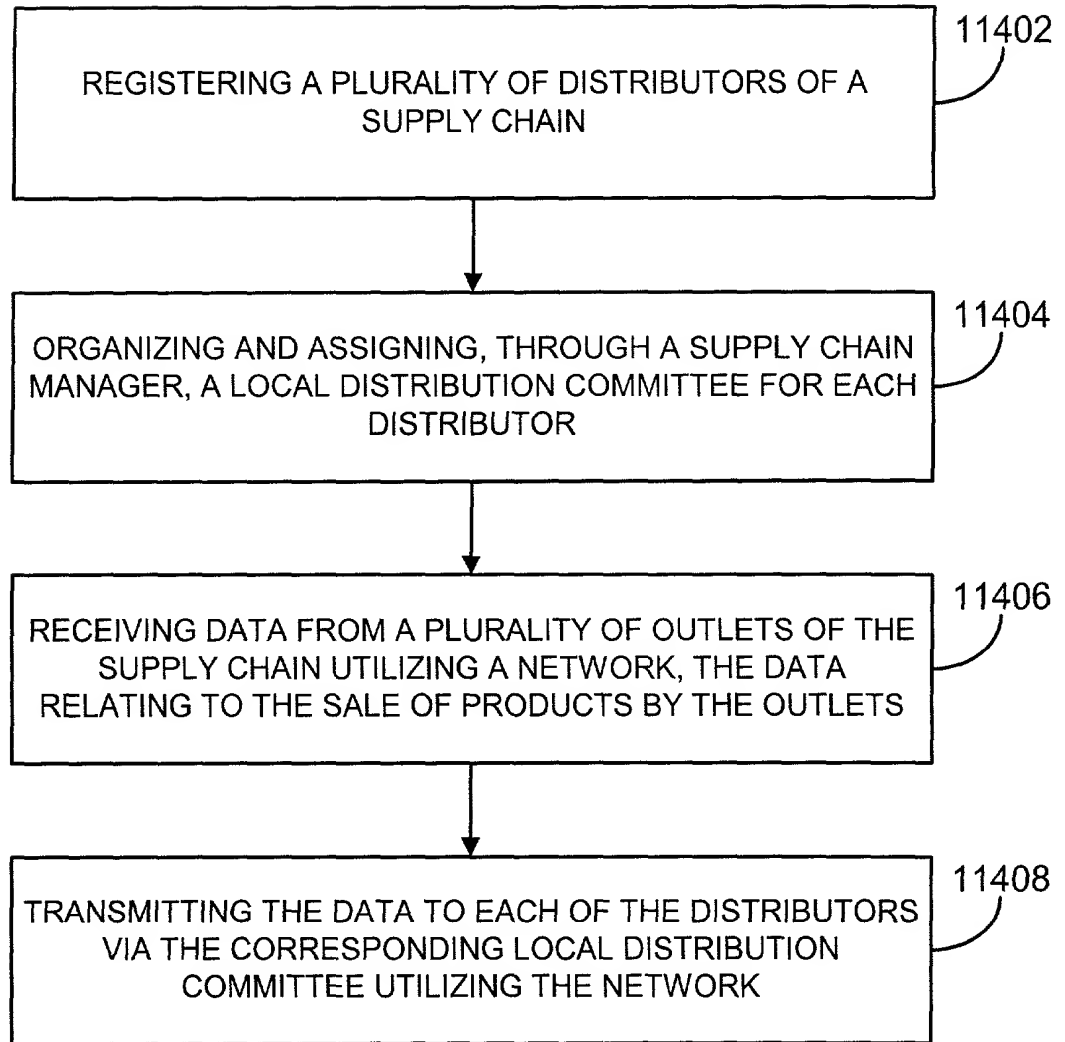 11402
REGISTERING A PLURALITY OF DISTRIBUTORS OF A
SUPPLY CHAIN
11404
ORGANIZING AND ASSIGNING, THROUGH A SUPPLY CHAIN
MANAGER, A LOCAL DISTRIBUTION COMMITTEE FOR EACH
DISTRIBUTOR
11406
RECEIVING DATA FROM A PLURALITY OF OUTLETS OF THE
SUPPLY CHAIN UTILIZING A NETWORK, THE DATA
RELATING TO THE SALE OF PRODUCTS BY THE OUTLETS
11408
TRANSMITTING THE DATA TO EACH OF THE DISTRIBUTORS
VIA THE CORRESPONDING LOCAL DISTRIBUTION
COMMITTEE UTILIZING THE NETWORK